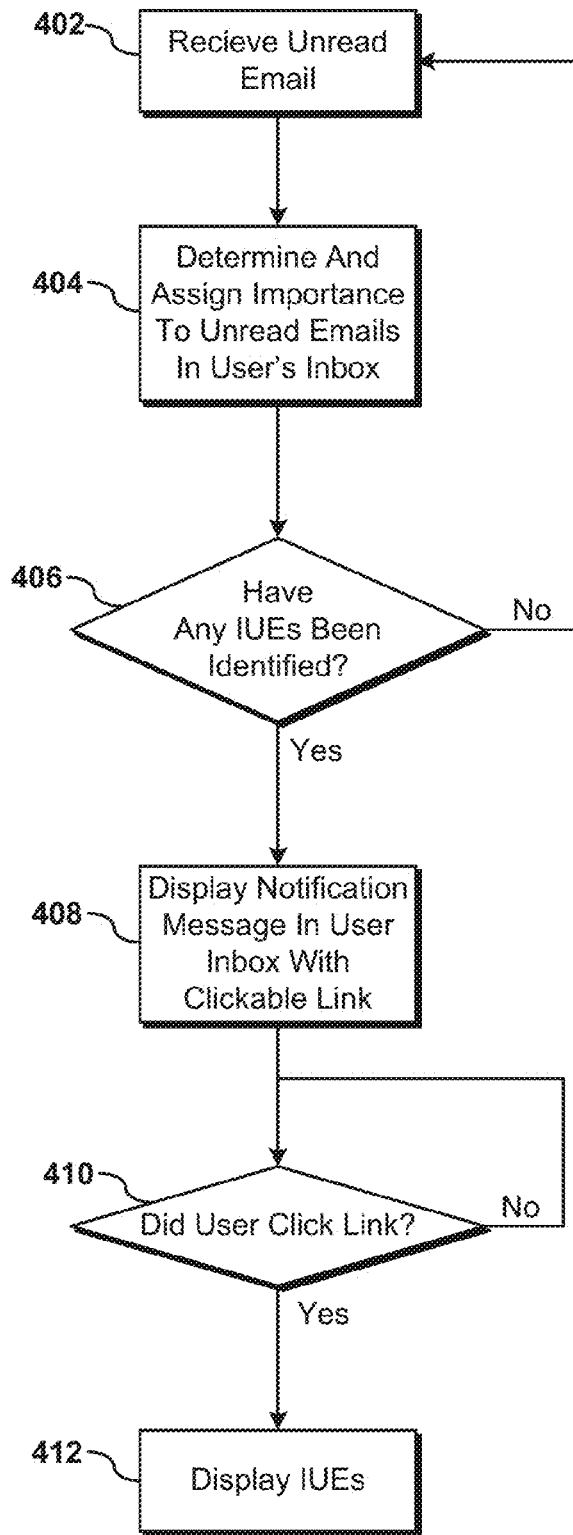 402
Recieve Unread
Email
404
Determine And
Assign Importance
To Unread Emails
In User's Inbox
406
Have
Any IUEs Been
Identified?
No
Yes
408
Display Notification
Message In User
Inbox With
Clickable Link
410
Did User Click Link?
No
Yes
412
Display IUEs